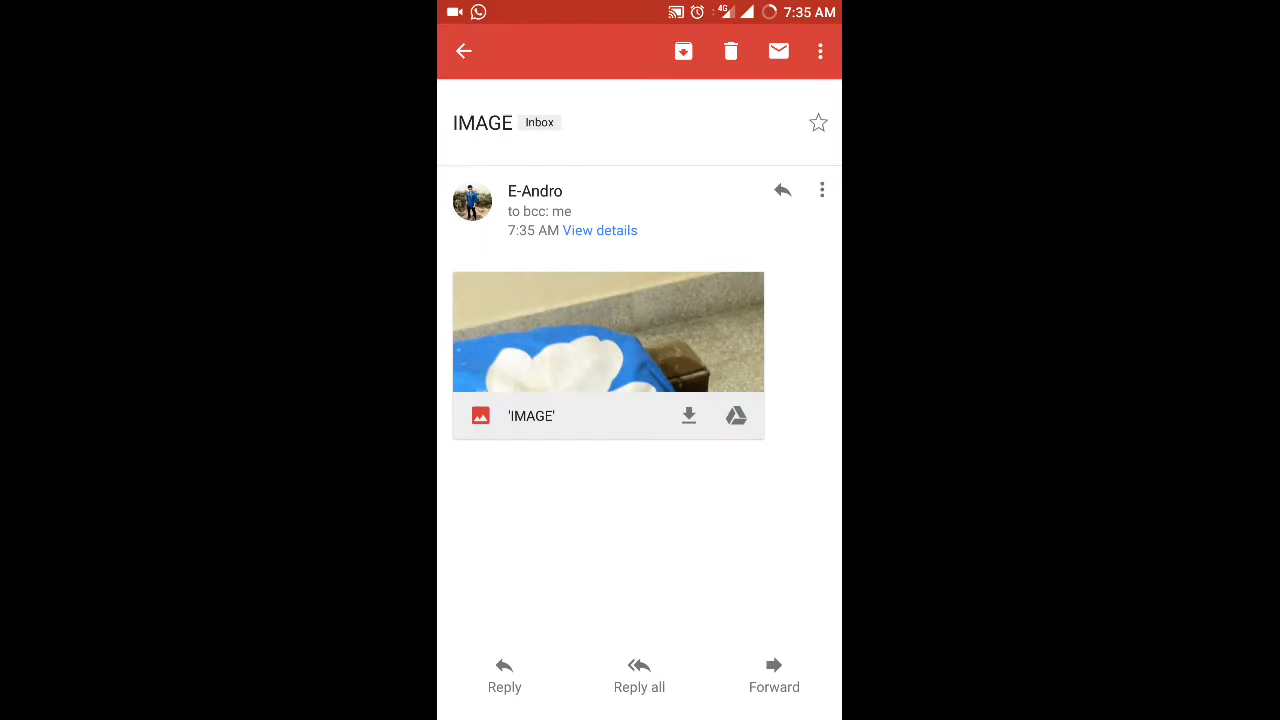 4G 7:35 AM
IMAGE Inbox
E-Andro
to bcc: me
7:35 AM View details
'IMAGE'
Reply Reply all Forward